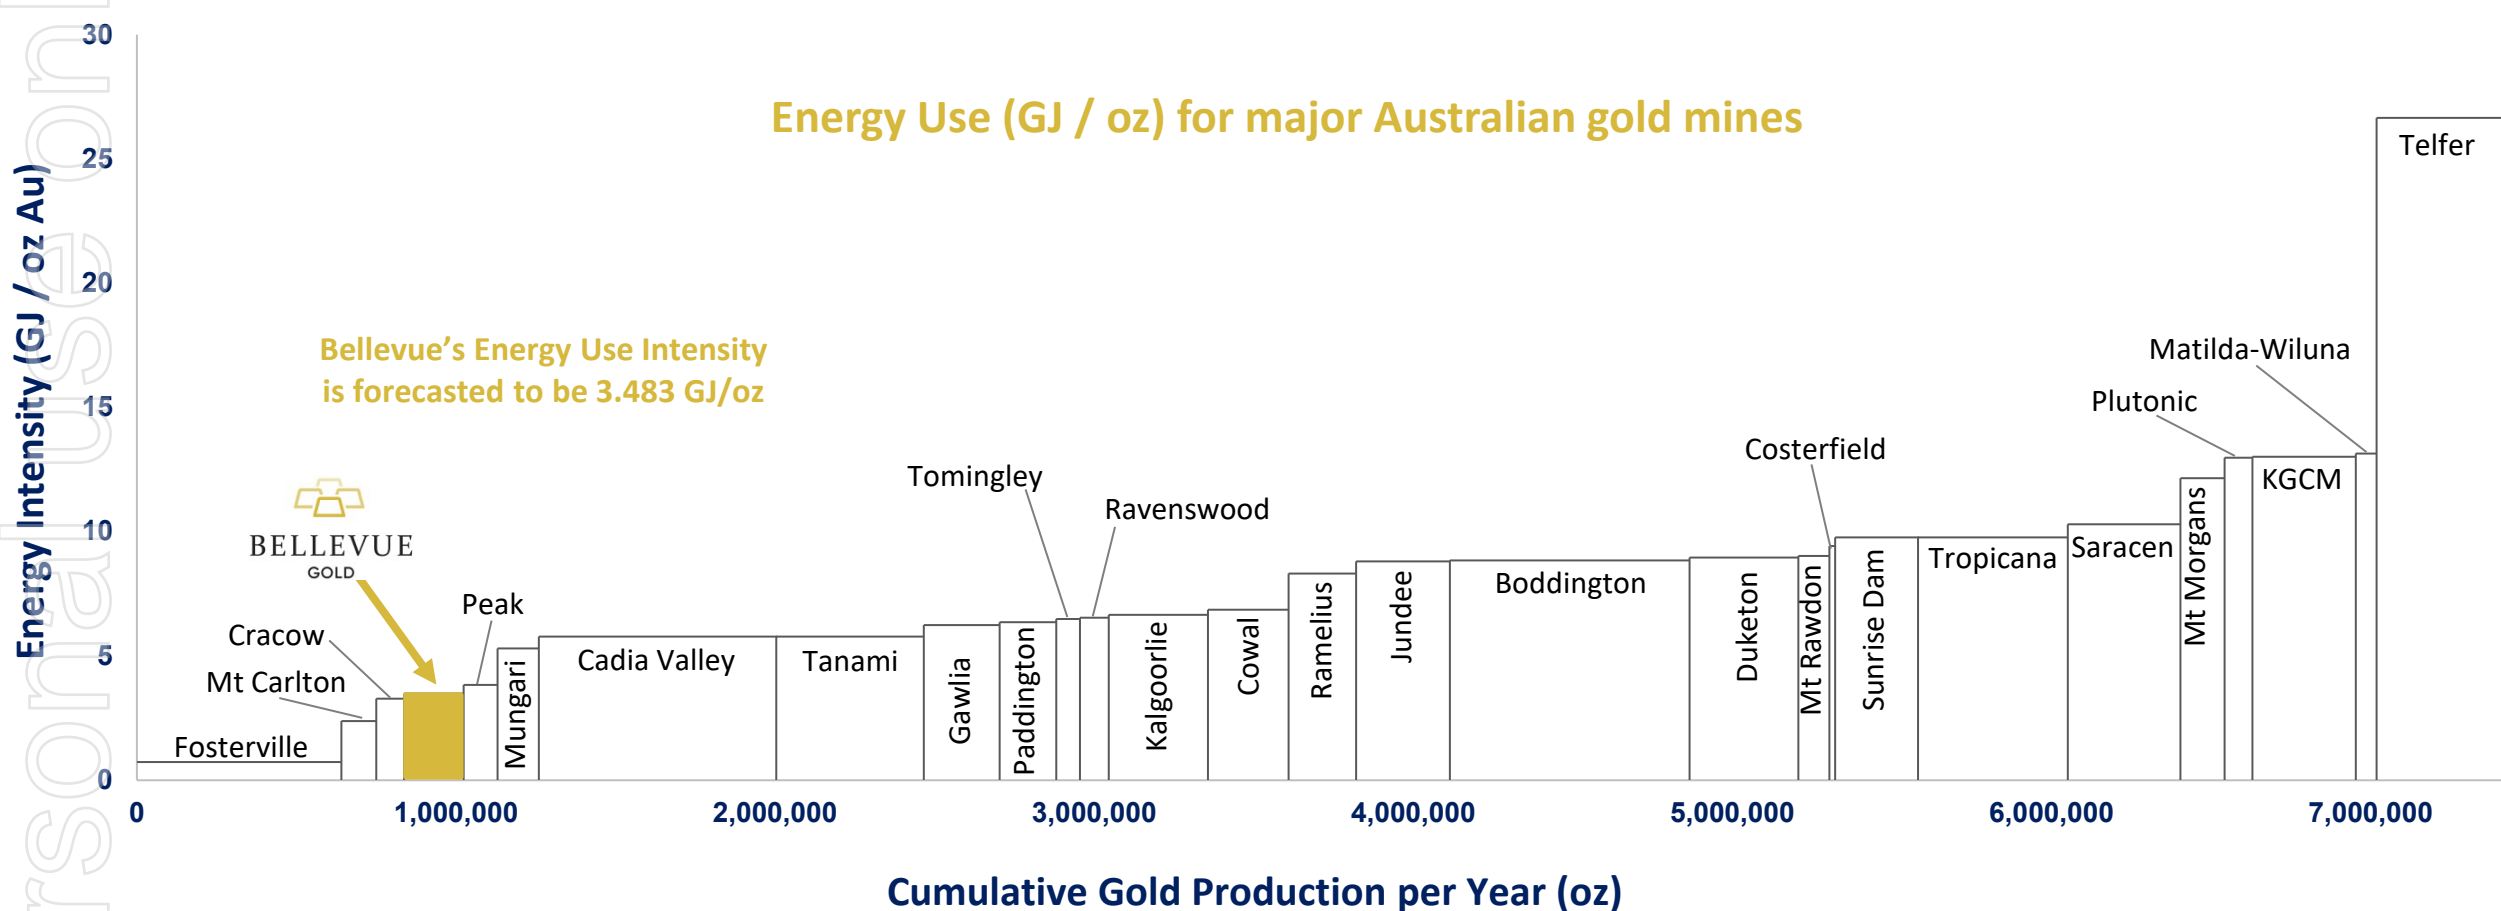 Energy Use (GJ / oz) for major Australian gold mines
Energy Intensity (GJ / oz Au)
30
25
20
15
10
5
0
Bellevue's Energy Use Intensity
is forecasted to be 3.483 GJ/oz
BELLEVUE
GOLD
Fosterville
Mt Carlton
Cracow
Peak
Mungari
Cadia Valley
Tanami
Gawlia
Paddington
Tomingley
Ravenswood
Kalgoorlie
Cowal
Ramelius
Jundee
Boddington
Duketon
Mt Rawdon
Costerfield
Sunrise Dam
Tropicana
Saracen
Mt Morgans
Plutonic
KGCM
Matilda-Wiluna
Telfer
0
1,000,000
2,000,000
3,000,000
4,000,000
5,000,000
6,000,000
7,000,000
Cumulative Gold Production per Year (oz)
rsonal use onl